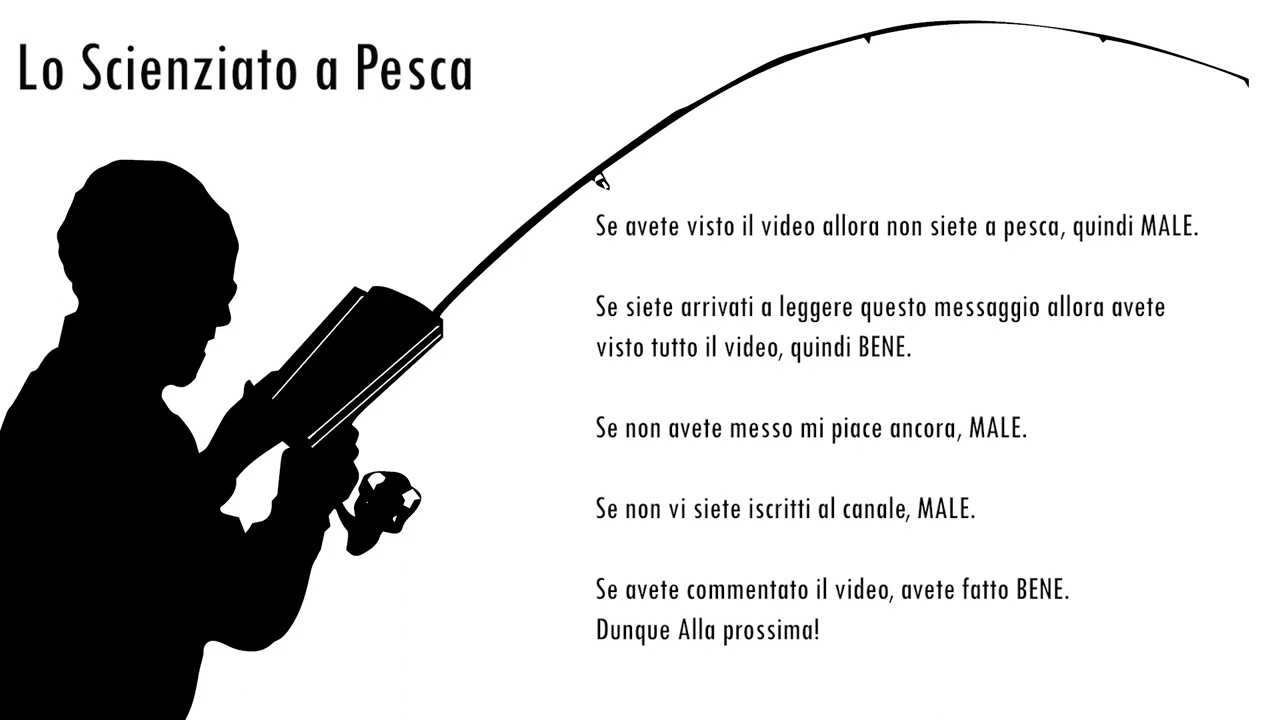 Lo Scienziato a Pesca
Se avete visto il video allora non siete a pesca, quindi MALE.
Se siete arrivati a leggere questo messaggio allora avete
visto tutto il video, quindi BENE.
Se non avete messo mi piace ancora, MALE.
Se non vi siete iscritti al canale, MALE.
Se avete commentato il video, avete fatto BENE.
Dunque Alla prossima!